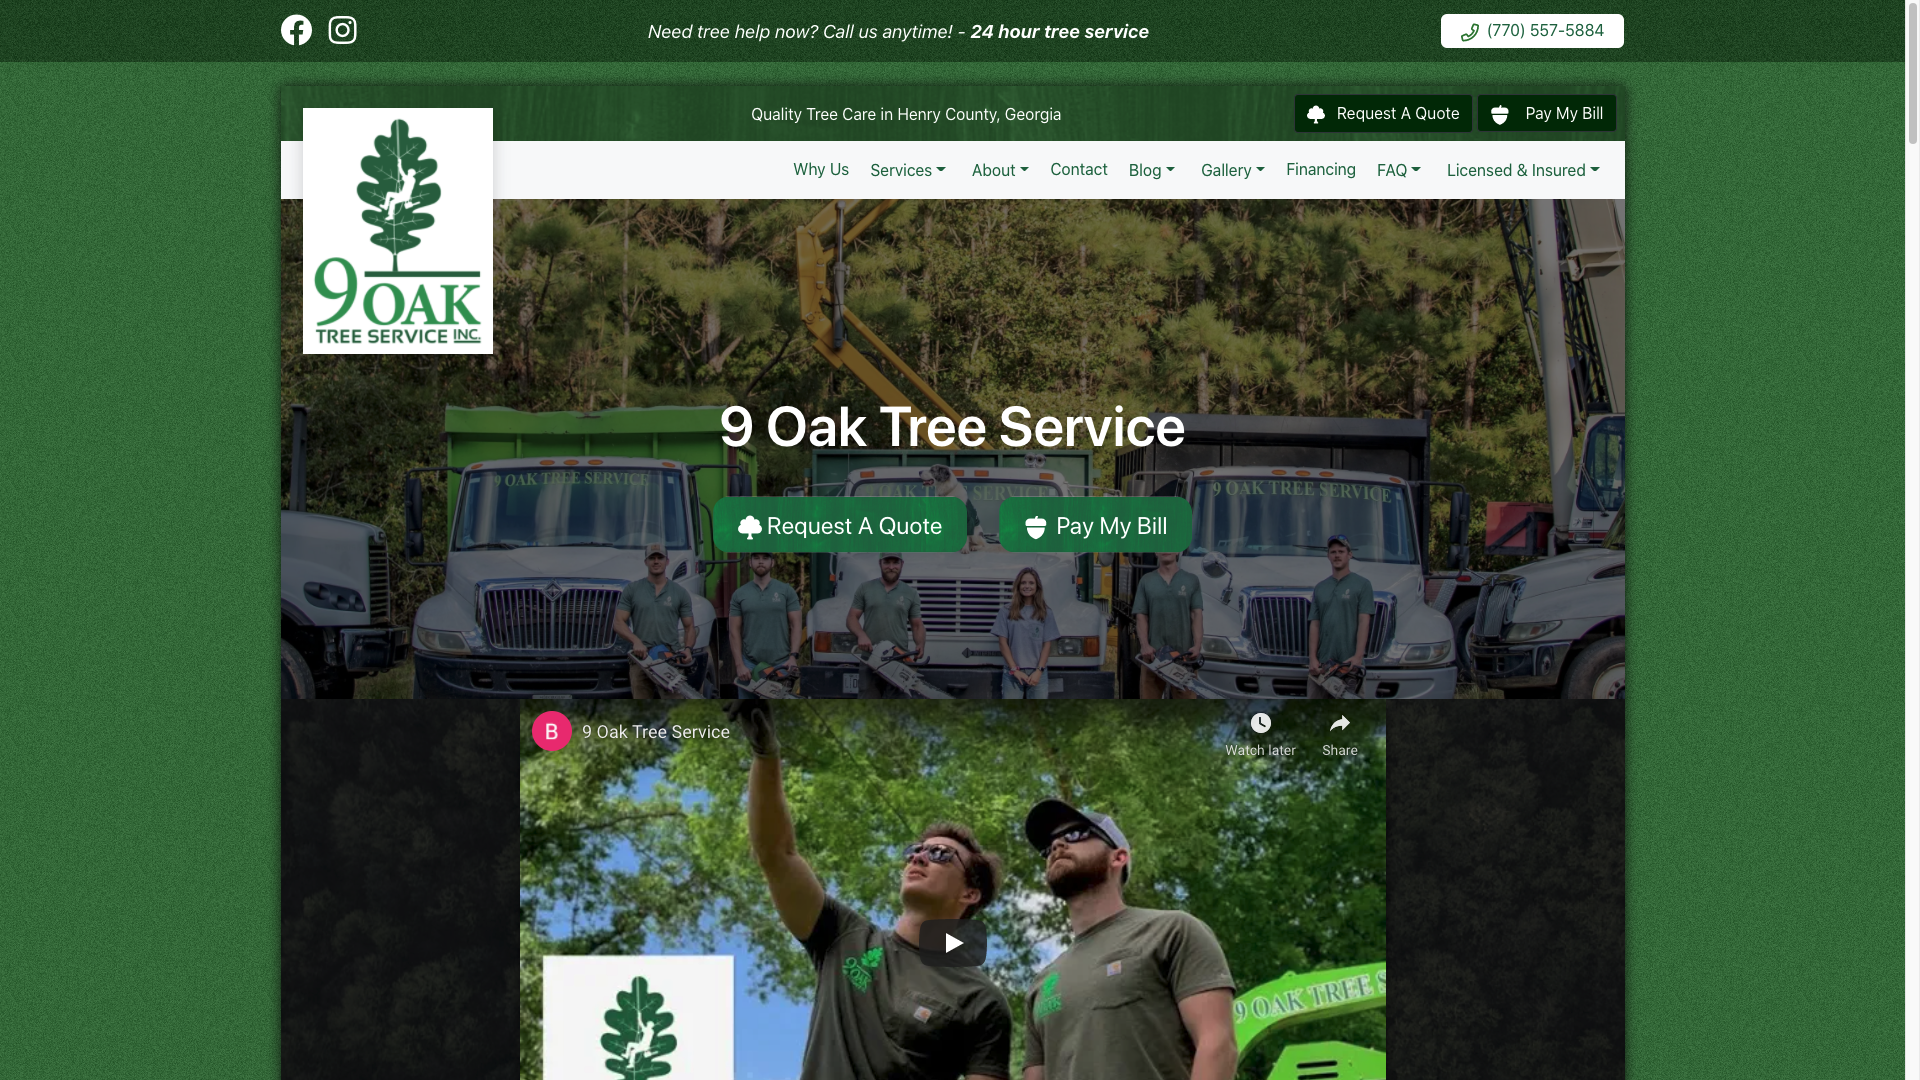 Need tree help now? Call us anytime! - 24 hour tree service
(770) 557-5884
Quality Tree Care in Henry County, Georgia
Request A Quote
Pay My Bill
9 OAK
TREE SERVICE INC.
Why Us
Services
About
Contact
Blog
Gallery
Financing
FAQ
Licensed & Insured
9 Oak Tree Service
9 OAK TREE SERVICE
OAK SERVICE
9 OAK TREE SERVICE
Request A Quote
Pay My Bill
B
9 Oak Tree Service
Watch later
Share
9 OAK
9 OAK TREE S